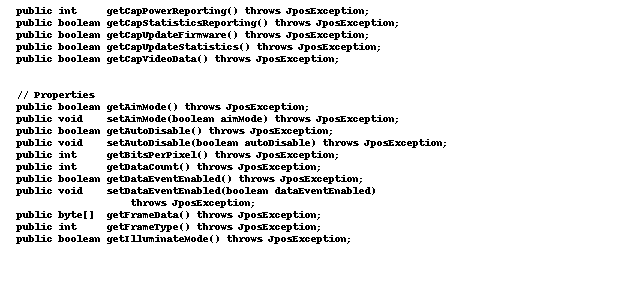 public int     getCapPowerReporting() throws JposException;
public boolean getCapStatisticsReporting() throws JposException;
public boolean getCapUpdateFirmware() throws JposException;
public boolean getCapUpdateStatistics() throws JposException;
public boolean getCapVideoData() throws JposException;
// Properties
public boolean getAimMode() throws JposException;
public void    setAimMode(boolean aimMode) throws JposException;
public boolean getAutoDisable() throws JposException;
public void    setAutoDisable(boolean autoDisable) throws JposException;
public int     getBitsPerPixel() throws JposException;
public int     getDataCount() throws JposException;
public boolean getDataEventEnabled() throws JposException;
public void    setDataEventEnabled(boolean dataEventEnabled)
                   throws JposException;
public byte[]  getFrameData() throws JposException;
public int     getFrameType() throws JposException;
public boolean getIlluminateMode() throws JposException;